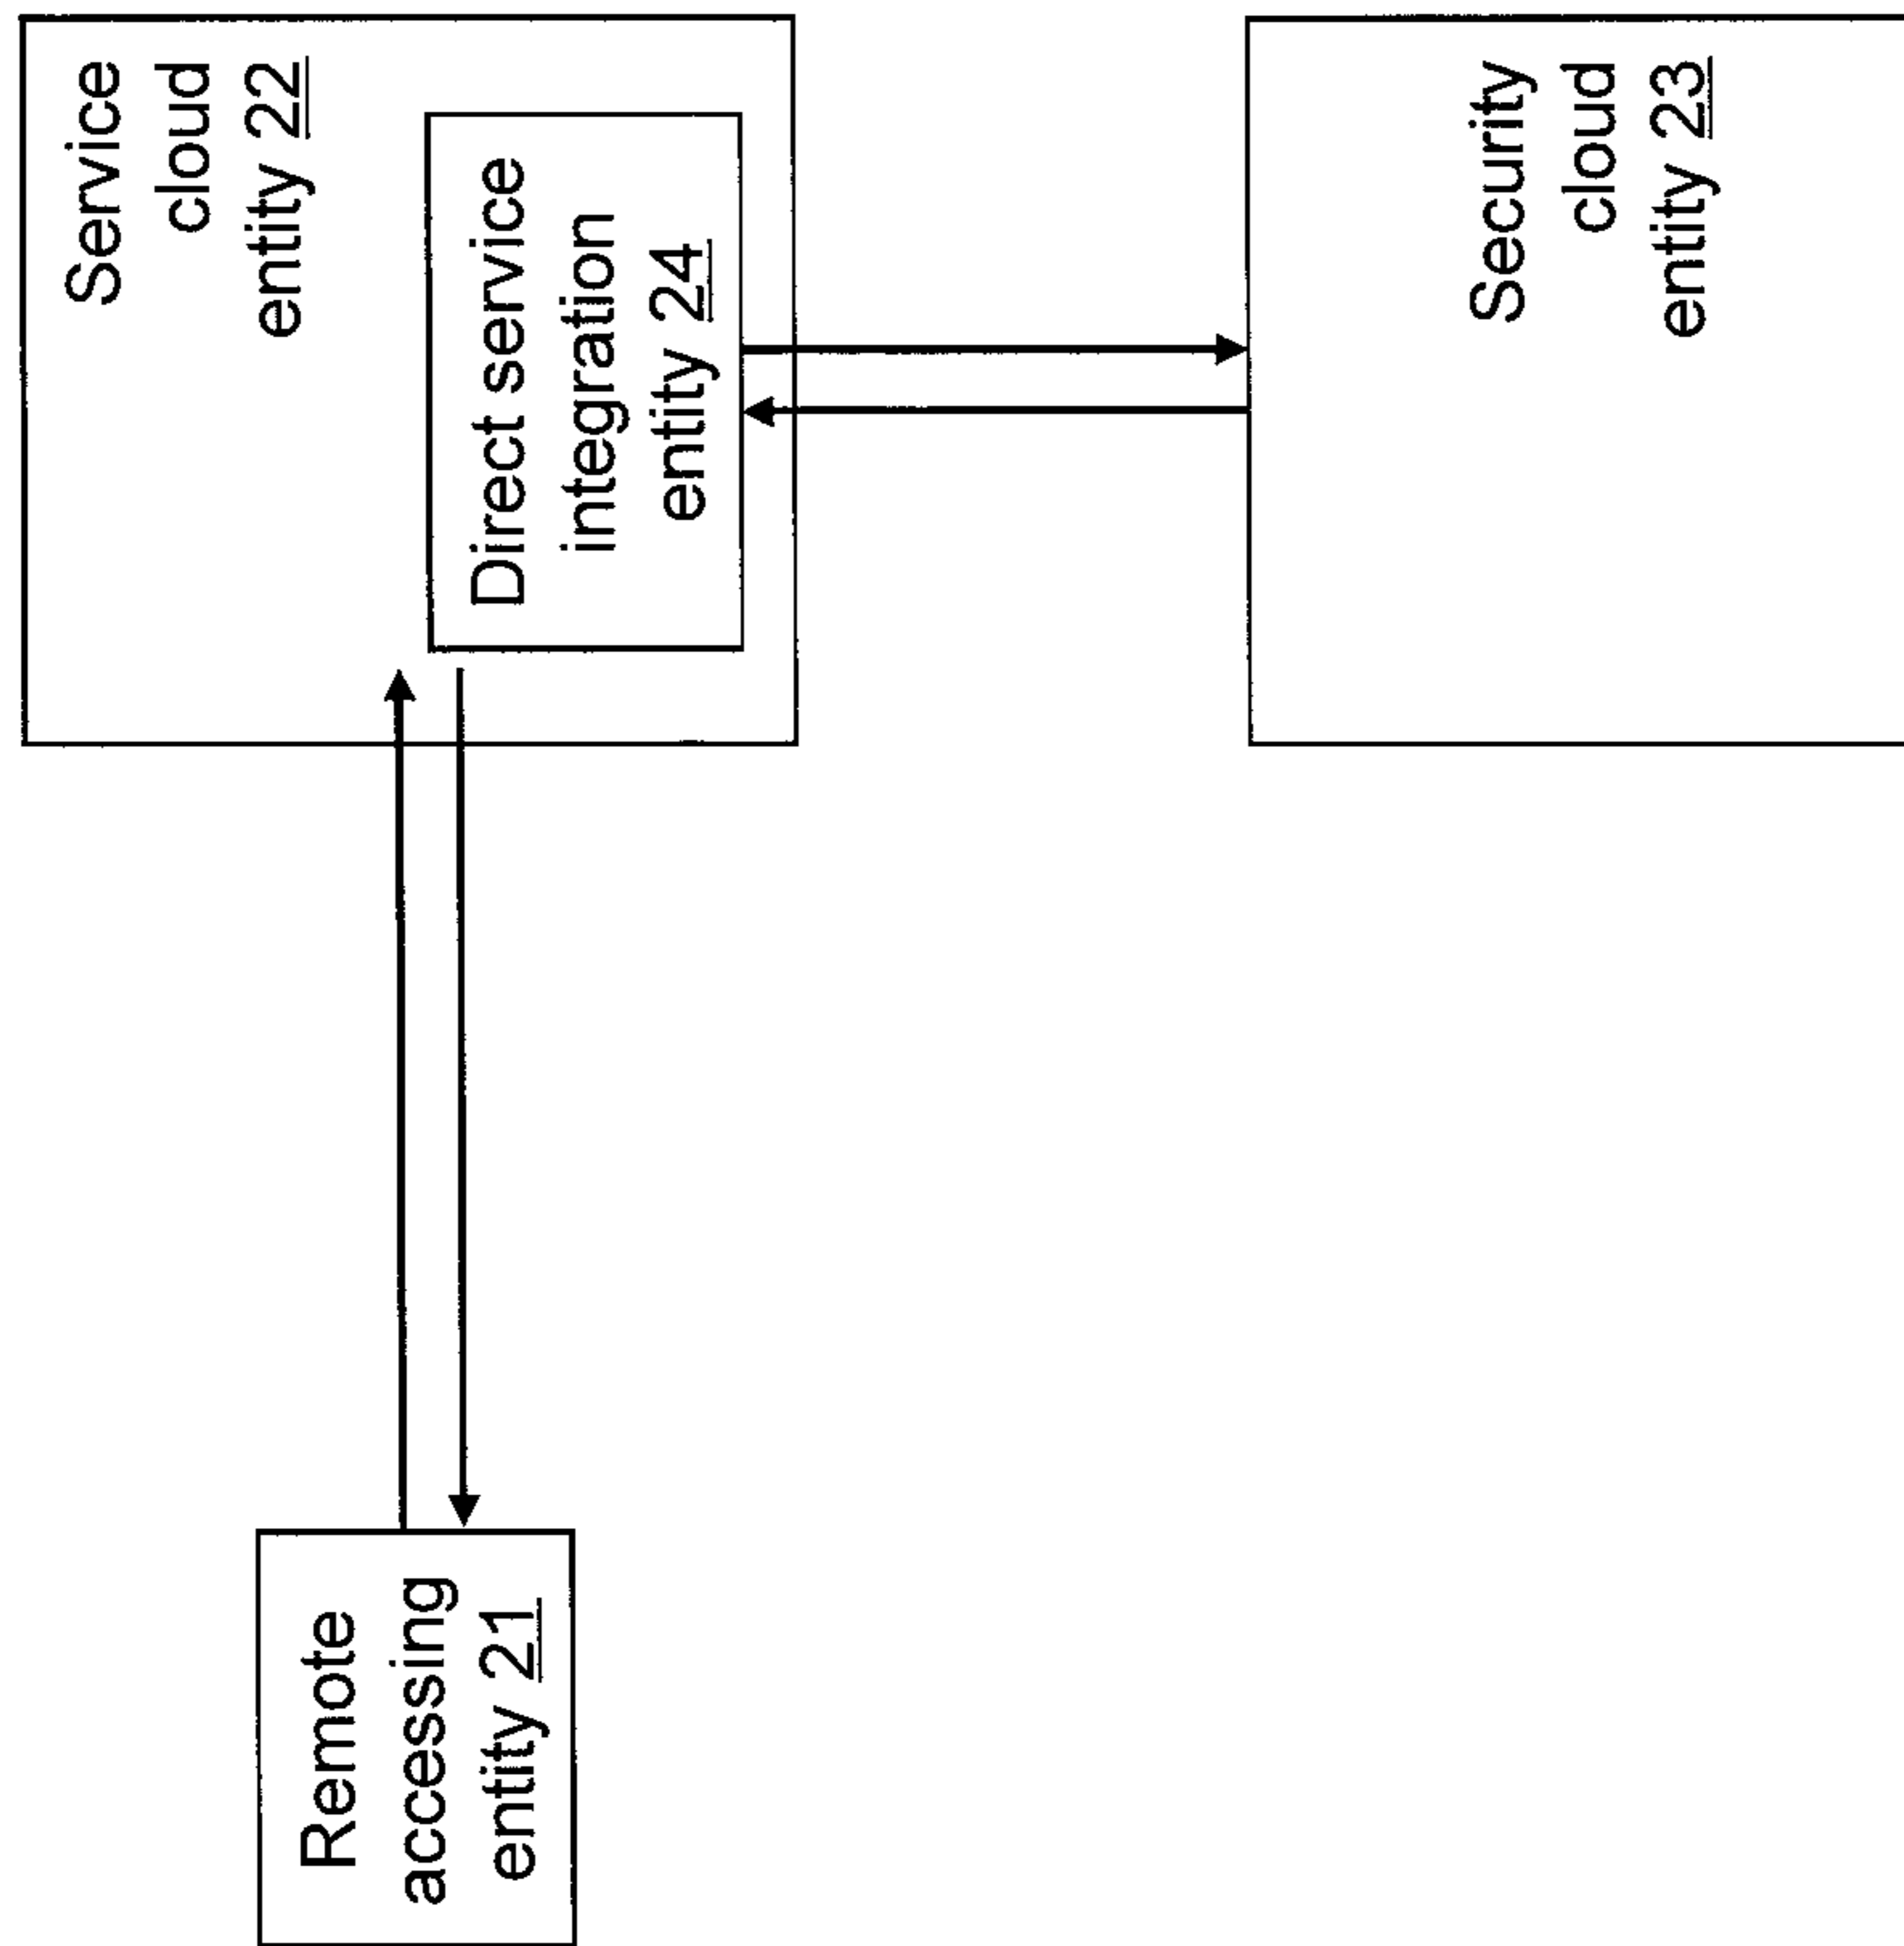 Remote
accessing
entity 21
Service
cloud
entity 22
Direct service
integration
entity 24
Security
cloud
entity 23